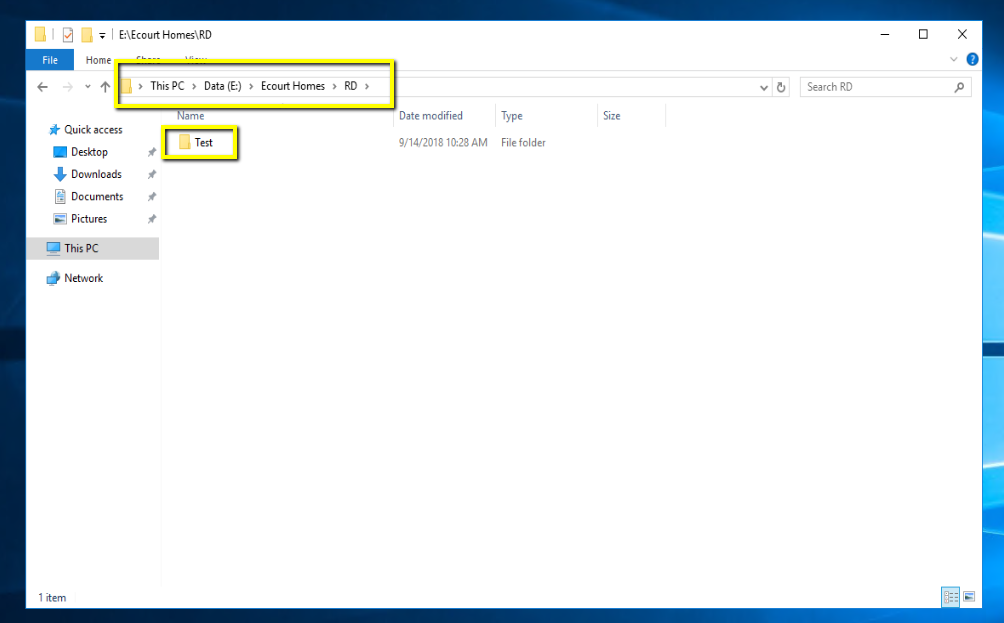 E:\Ecourt Homes\RD
File Home Share View
This PC > Data (E:) > Ecourt Homes > RD >
Search RD
Name Date modified Type Size
Test 9/14/2018 10:28 AM File folder
Quick access
Desktop
Downloads
Documents
Pictures
This PC
Network
1 item